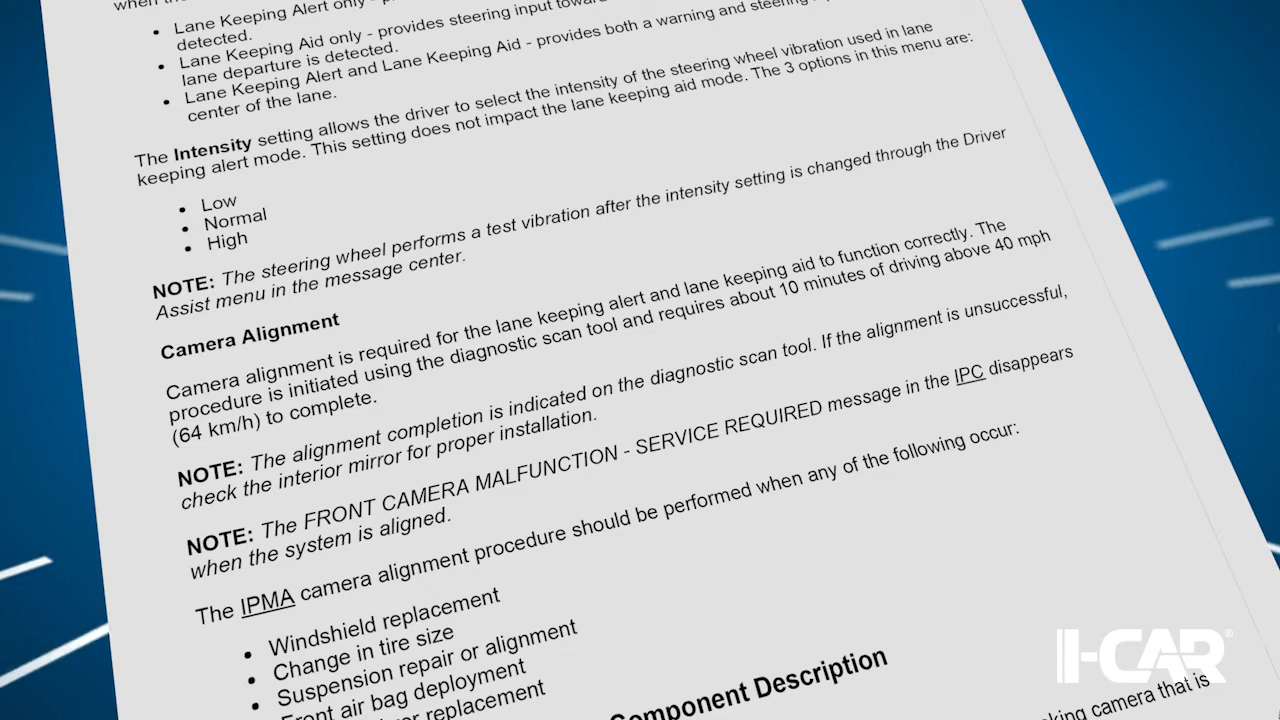 when the
• Lane Keeping Alert only -
detected.
• Lane Keeping Aid only - provides steering input toward
lane departure is detected.
• Lane Keeping Alert and Lane Keeping Aid - provides both a warning and steering
center of the lane.
The Intensity setting allows the driver to select the intensity of the steering wheel vibration used in lane
keeping alert mode. This setting does not impact the lane keeping aid mode. The 3 options in this menu are:
• Low
• Normal
• High
NOTE: The steering wheel performs a test vibration after the intensity setting is changed through the Driver
Assist menu in the message center.
Camera Alignment
Camera alignment is required for the lane keeping alert and lane keeping aid to function correctly. The
procedure is initiated using the diagnostic scan tool and requires about 10 minutes of driving above 40 mph
(64 km/h) to complete.
NOTE: The alignment completion is indicated on the diagnostic scan tool. If the alignment is unsuccessful,
check the interior mirror for proper installation.
NOTE: The FRONT CAMERA MALFUNCTION - SERVICE REQUIRED message in the IPC disappears
when the system is aligned.
The IPMA camera alignment procedure should be performed when any of the following occur:
• Windshield replacement
• Change in tire size
• Suspension repair or alignment
• Front air bag deployment
replacement
Component Description
camera that is
I-CAR®